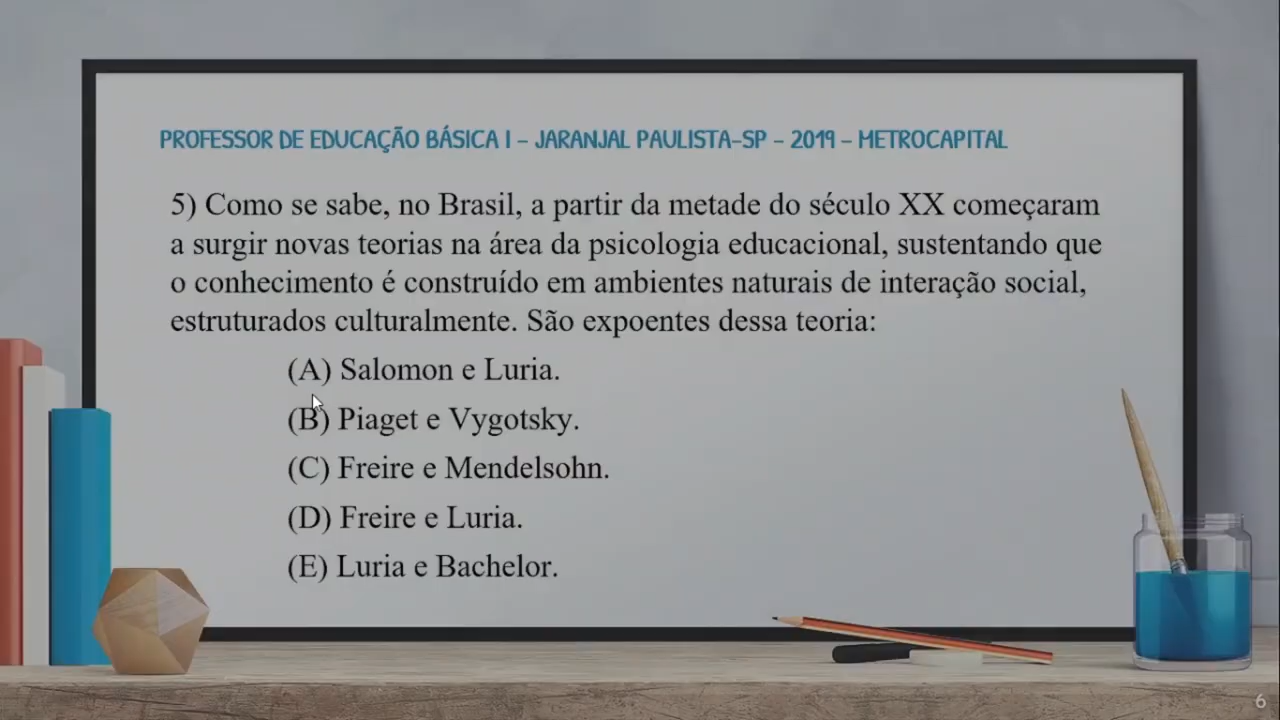 PROFESSOR DE EDUCAÇÃO BÁSICA I – JARANJAL PAULISTA-SP – 2019 – METROCAPITAL
5) Como se sabe, no Brasil, a partir da metade do século XX começaram
a surgir novas teorias na área da psicologia educacional, sustentando que
o conhecimento é construído em ambientes naturais de interação social,
estruturados culturalmente. São expoentes dessa teoria:
(A) Salomon e Luria.
(B) Piaget e Vygotsky.
(C) Freire e Mendelsohn.
(D) Freire e Luria.
(E) Luria e Bachelor.
6